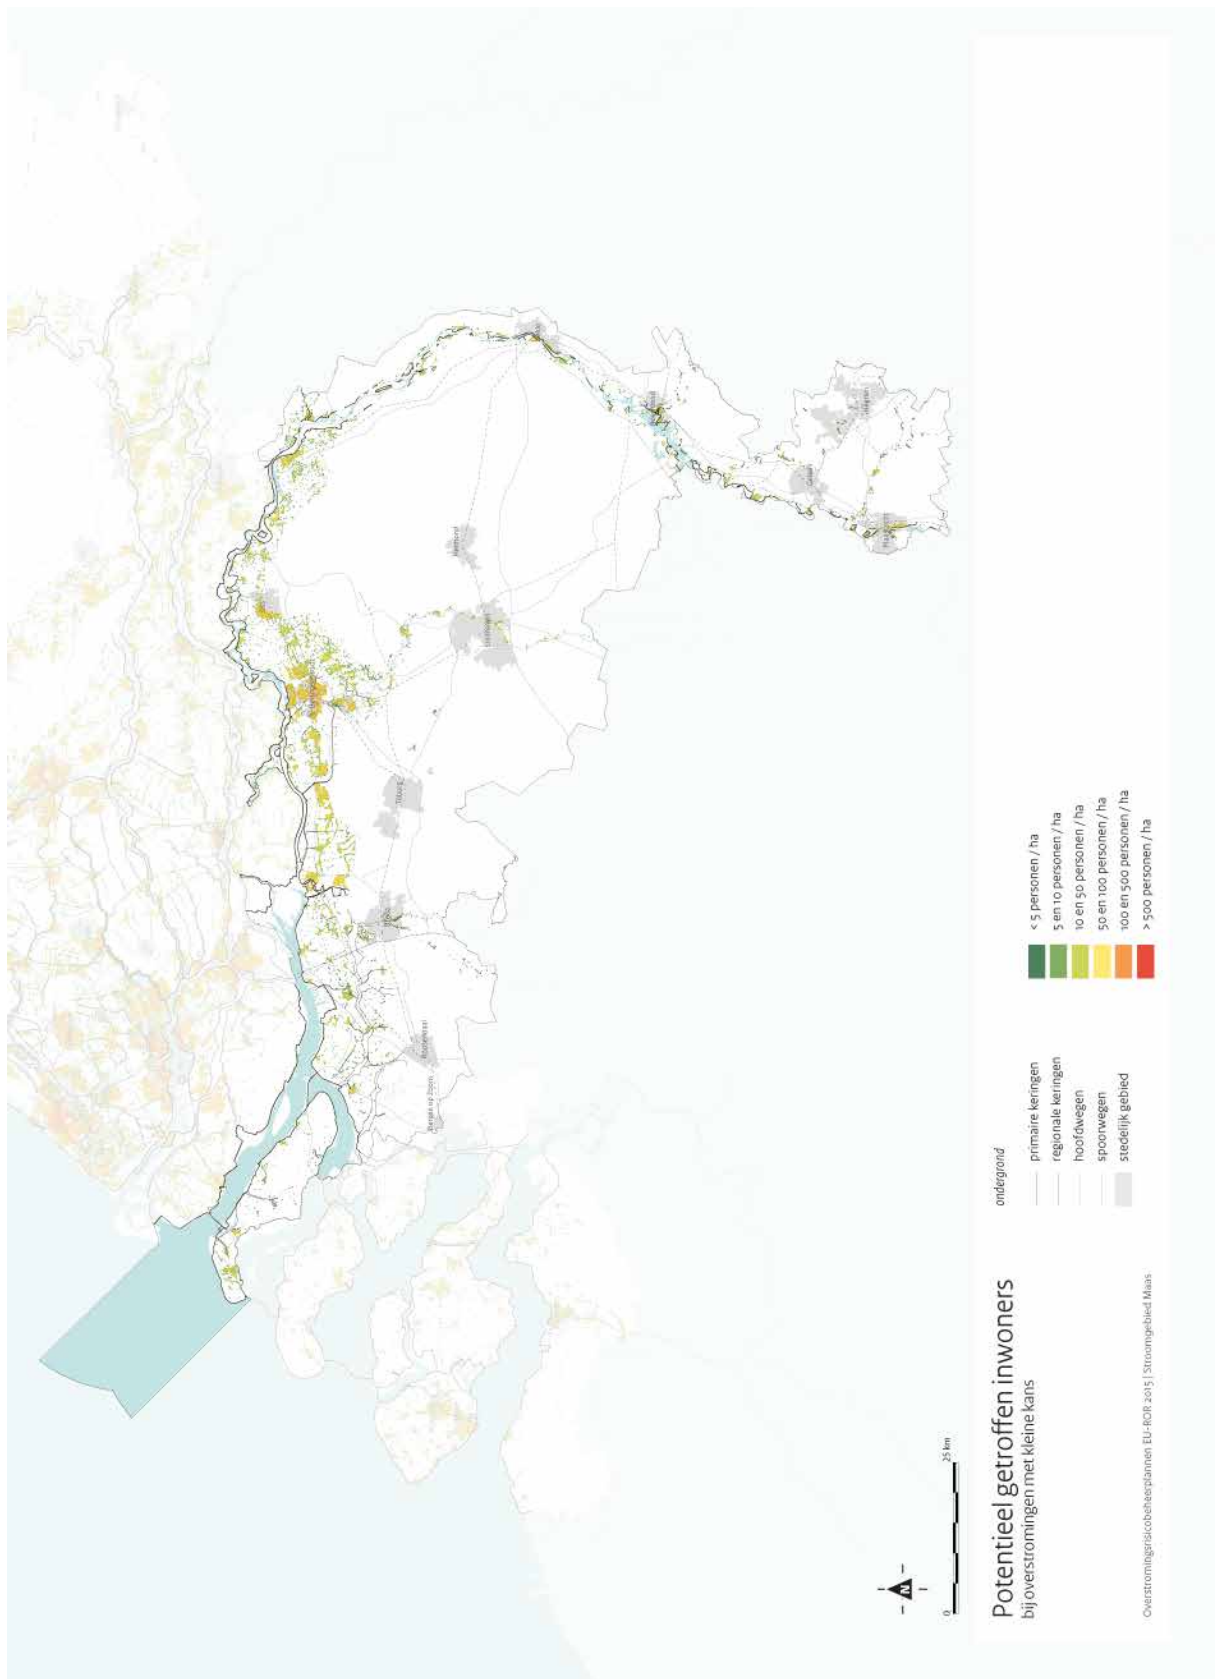 Helmond
Eindhoven
Tilburg
Roosendaal
Bergen op Zoom
Geleen
Heerlen
Maastricht
0
25 km
N
Potentieel getroffen inwoners
bij overstromingen met kleine kans
ondergrond
primaire keringen
regionale keringen
hoofdwegen
spoorwegen
stedelijk gebied
< 5 personen / ha
5 en 10 personen / ha
10 en 50 personen / ha
50 en 100 personen / ha
100 en 500 personen / ha
> 500 personen / ha
Overstromingsrisicobeheerplannen EU-ROR 2015 | Stroomgebied Maas